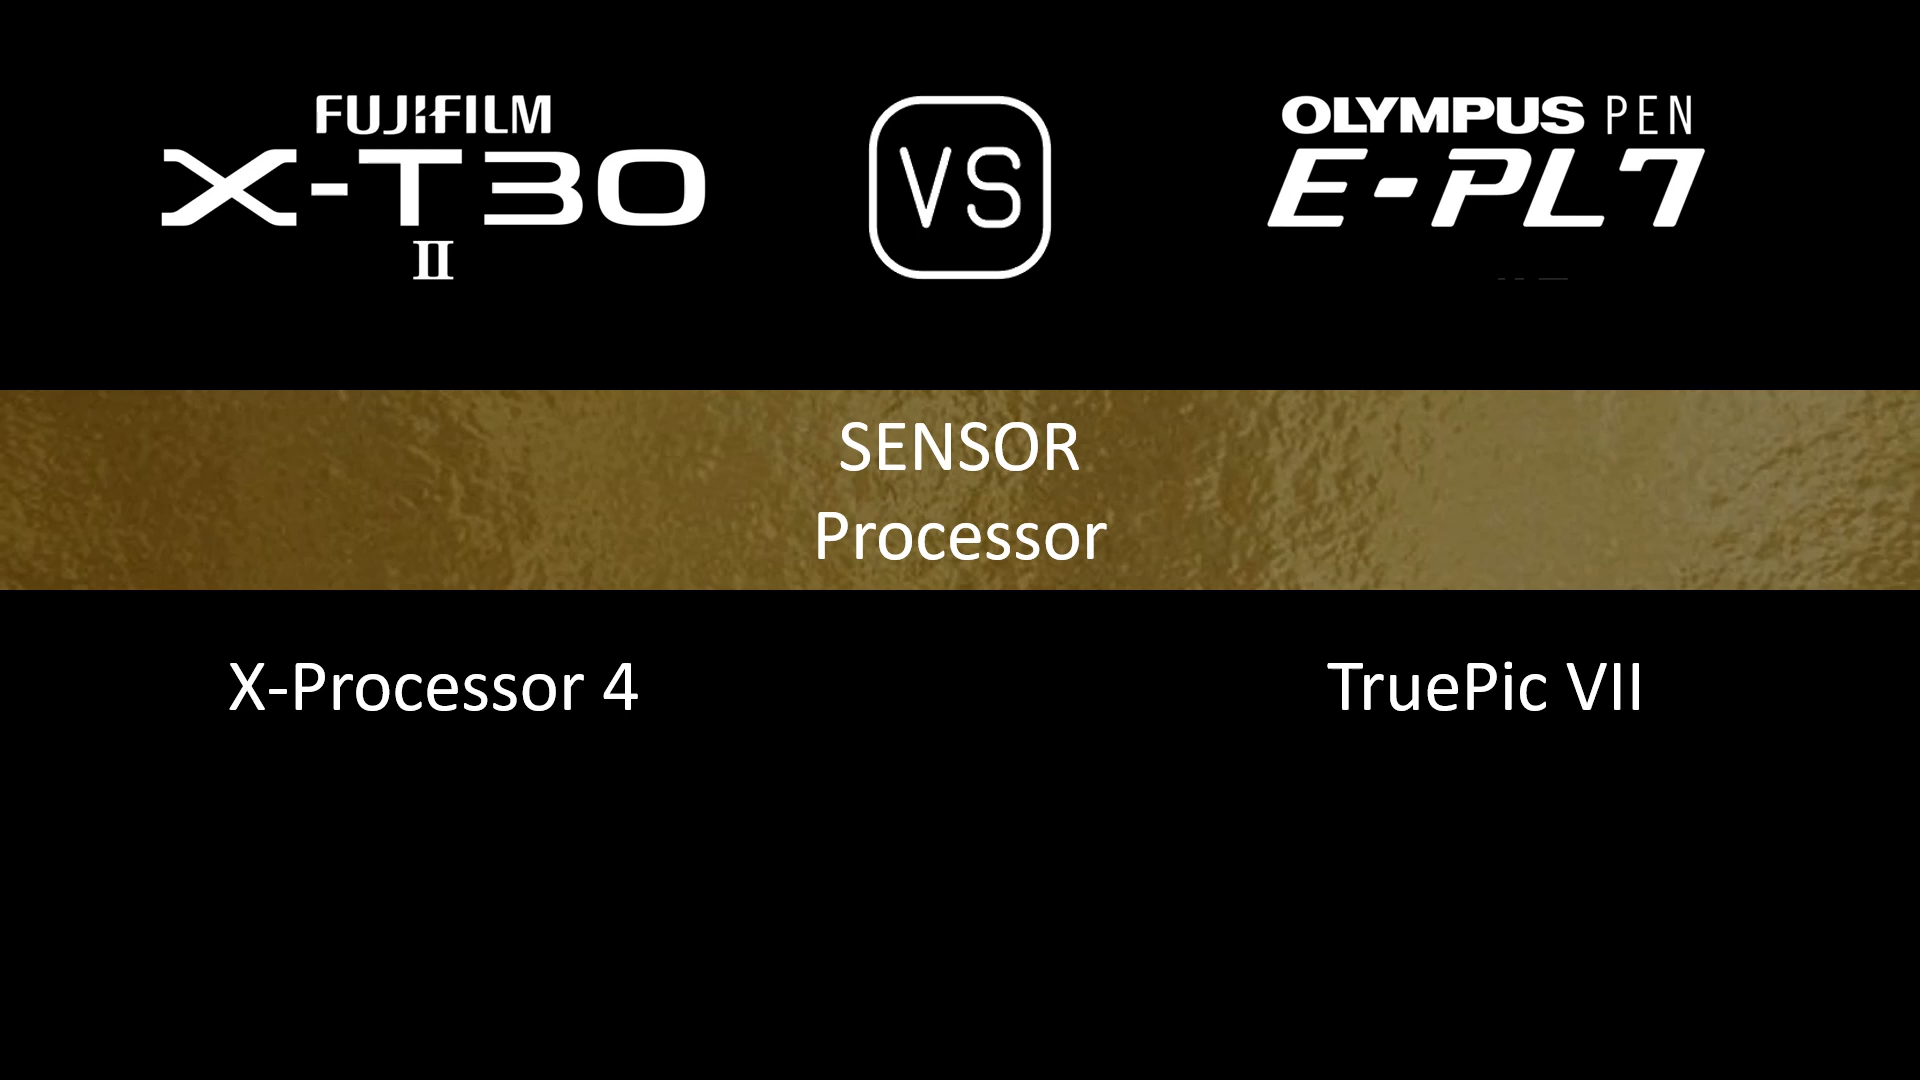 FUJIFILM
X-T30
II
VS
OLYMPUS PEN
E-PL7
SENSOR
Processor
X-Processor 4
TruePic VII